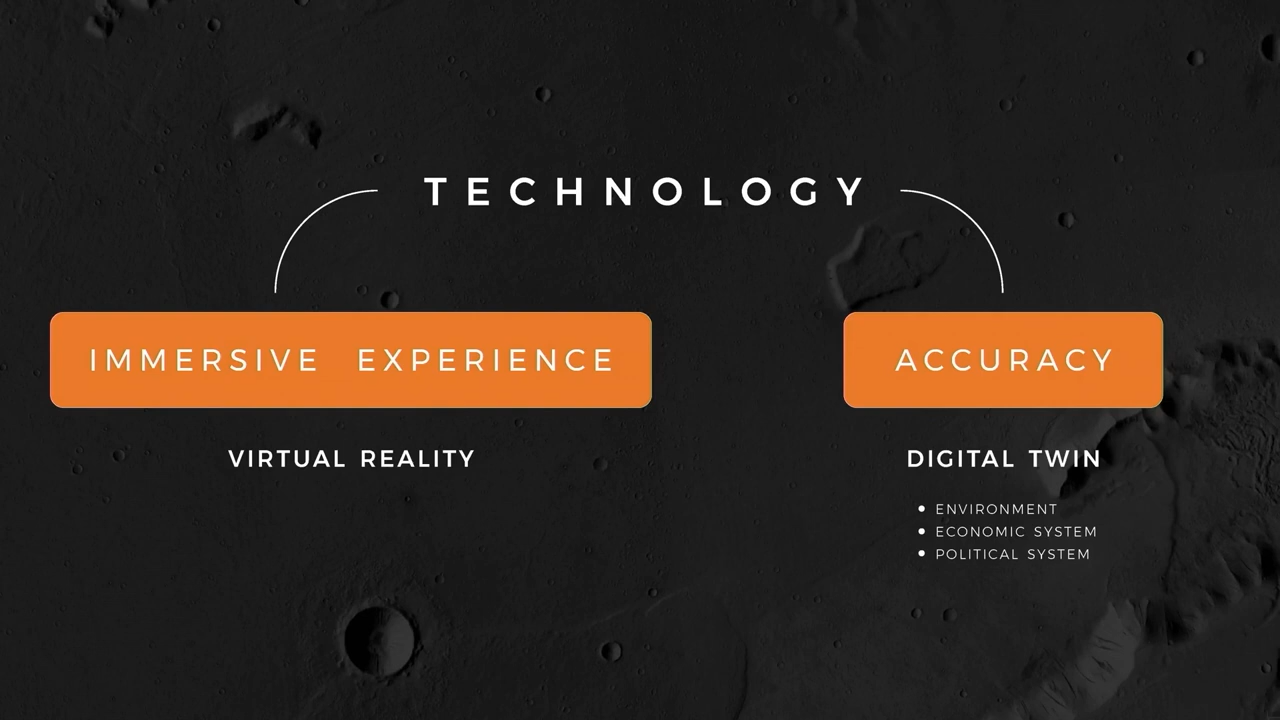 TECHNOLOGY
IMMERSIVE EXPERIENCE
VIRTUAL REALITY
ACCURACY
DIGITAL TWIN
• ENVIRONMENT
• ECONOMIC SYSTEM
• POLITICAL SYSTEM